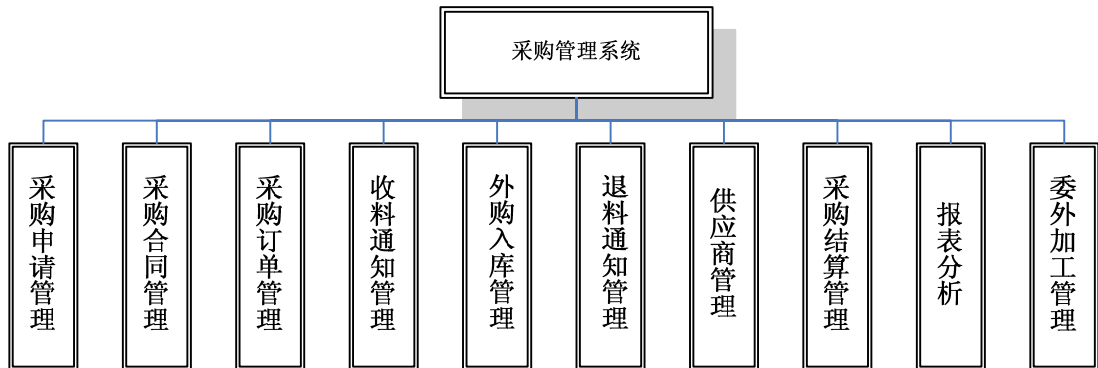 采购管理系统
采购申请管理
采购合同管理
采购订单管理
收料通知管理
外购入库管理
退料通知管理
供应商管理
采购结算管理
报表分析
委外加工管理